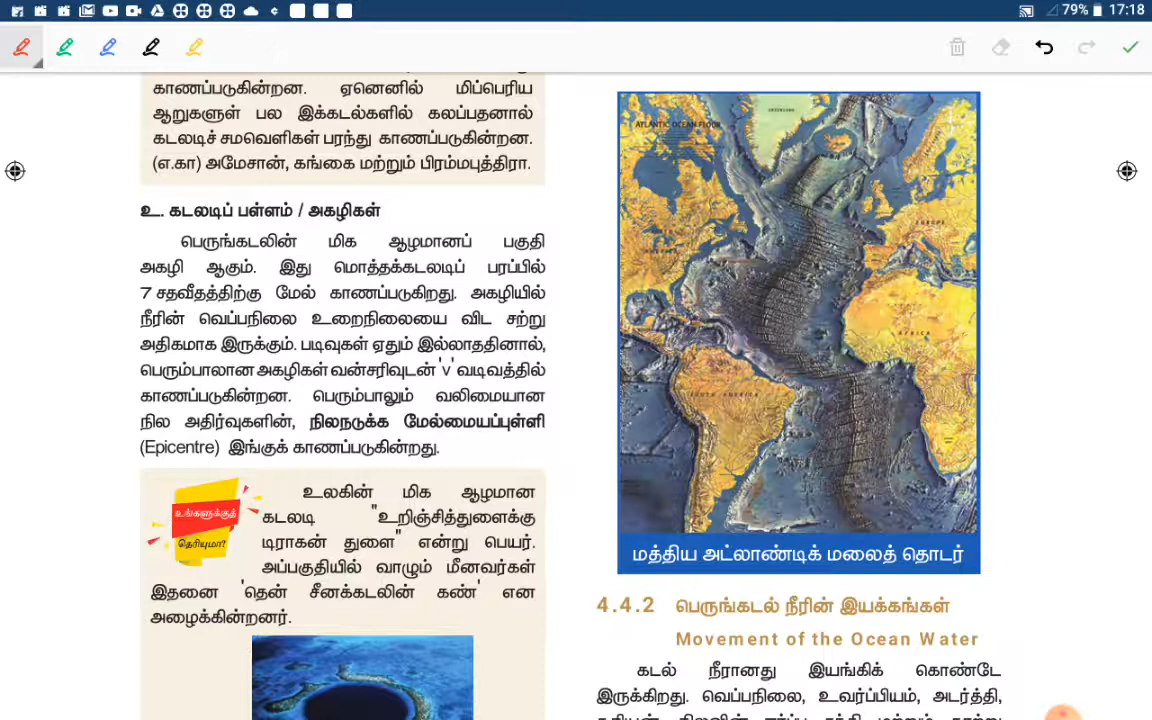 79% 17:18
காணப்படுகின்றன. ஏனெனில் மிப்பெரிய
ஆறுகளுள் பல இக்கடல்களில் கலப்பதனால்
கடலடிச் சமவெளிகள் பரந்து காணப்படுகின்றன.
(எ.கா) அமேசான், கங்கை மற்றும் பிரம்மபுத்திரா.
உ. கடலடிப் பள்ளம் / அகழிகள்
பெருங்கடலின் மிக ஆழமானப் பகுதி
அகழி ஆகும். இது மொத்தக்கடலடிப் பரப்பில்
7 சதவீதத்திற்கு மேல் காணப்படுகிறது. அகழியில்
நீரின் வெப்பநிலை உறைநிலையை விட சற்று
அதிகமாக இருக்கும். படிவுகள் ஏதும் இல்லாததினால்,
பெரும்பாலான அகழிகள் வன்சரிவுடன் 'v' வடிவத்தில்
காணப்படுகின்றன. பெரும்பாலும் வலிமையான
நில அதிர்வுகளின், நிலநடுக்க மேல்மையப்புள்ளி
(Epicentre) இங்குக் காணப்படுகின்றது.
உங்களுக்குத்
தெரியுமா?
உலகின் மிக ஆழமான
கடலடி "உறிஞ்சித்துளைக்கு
டிராகன் துளை" என்று பெயர்.
அப்பகுதியில் வாழும் மீனவர்கள்
இதனை 'தென் சீனக்கடலின் கண்' என
அழைக்கின்றனர்.
ATLANTIC OCEAN FLOOR
EUROPE
AFRICA
SOUTH AMERICA
மத்திய அட்லாண்டிக் மலைத் தொடர்
4.4.2 பெருங்கடல் நீரின் இயக்கங்கள்
Movement of the Ocean Water
கடல் நீரானது இயங்கிக் கொண்டே
இருக்கிறது. வெப்பநிலை, உவர்ப்பியம், அடர்த்தி,